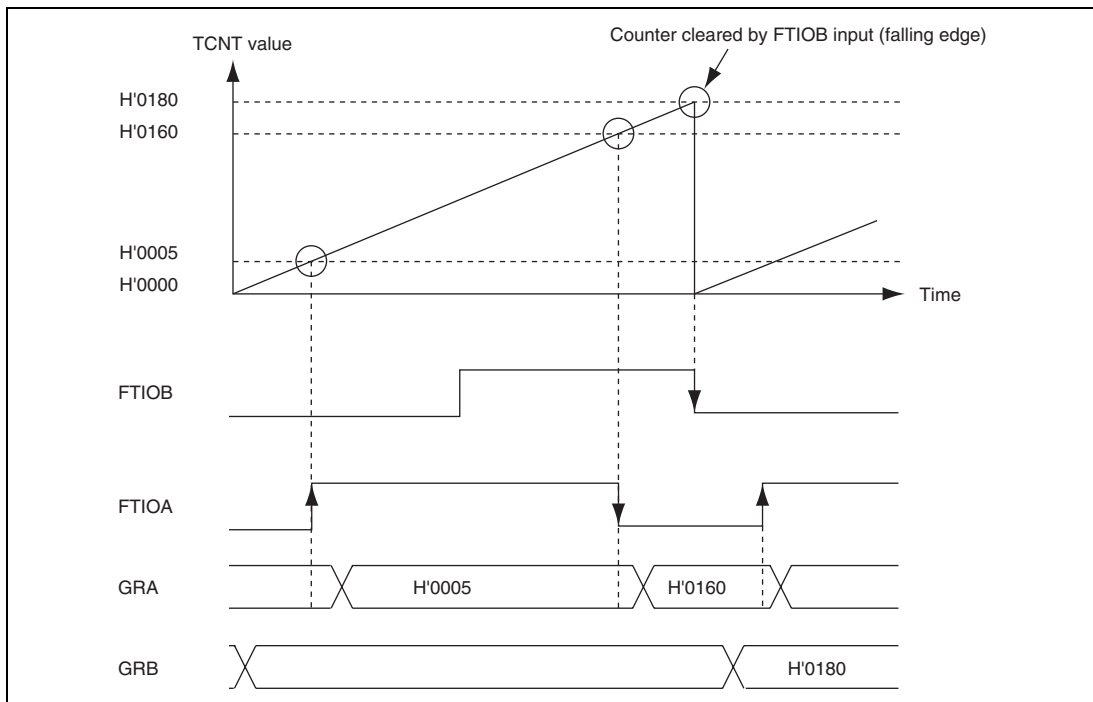 Counter cleared by FTIOB input (falling edge)
TCNT value
H'0180
H'0160
H'0005
H'0000
Time
FTIOB
FTIOA
GRA
H'0005
H'0160
GRB
H'0180